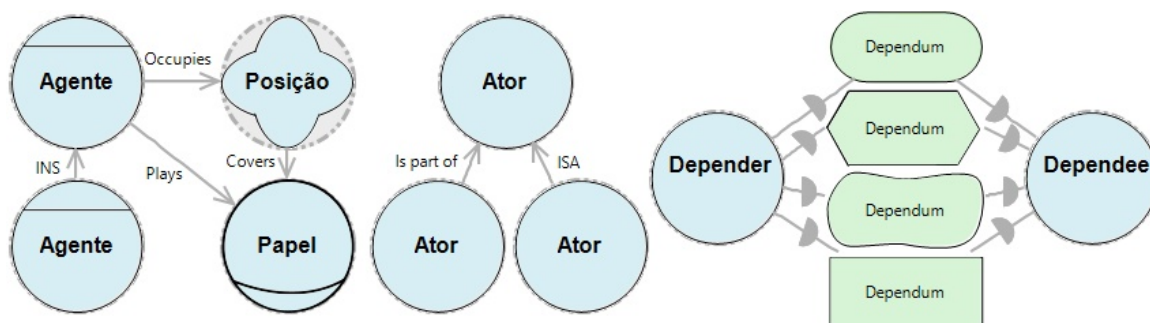 Agente
Occupies
Posição
INS
Plays
Covers
Agente
Papel
Ator
Is part of
ISA
Ator
Ator
Depender
Dependum
Dependum
Dependum
Dependum
Dependee